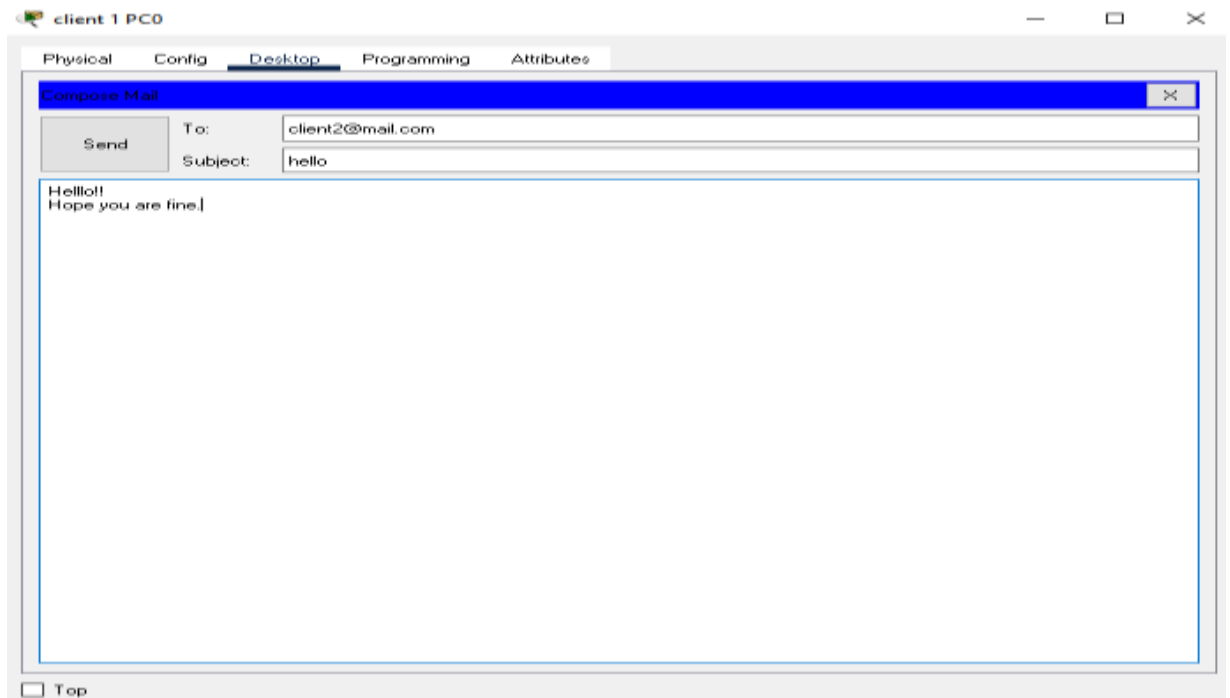 client 1 PC0
Physical Config Desktop Programming Attributes
Compose Mail
Send
To: client2@mail.com
Subject: hello
Helllo!!
Hope you are fine.
Top